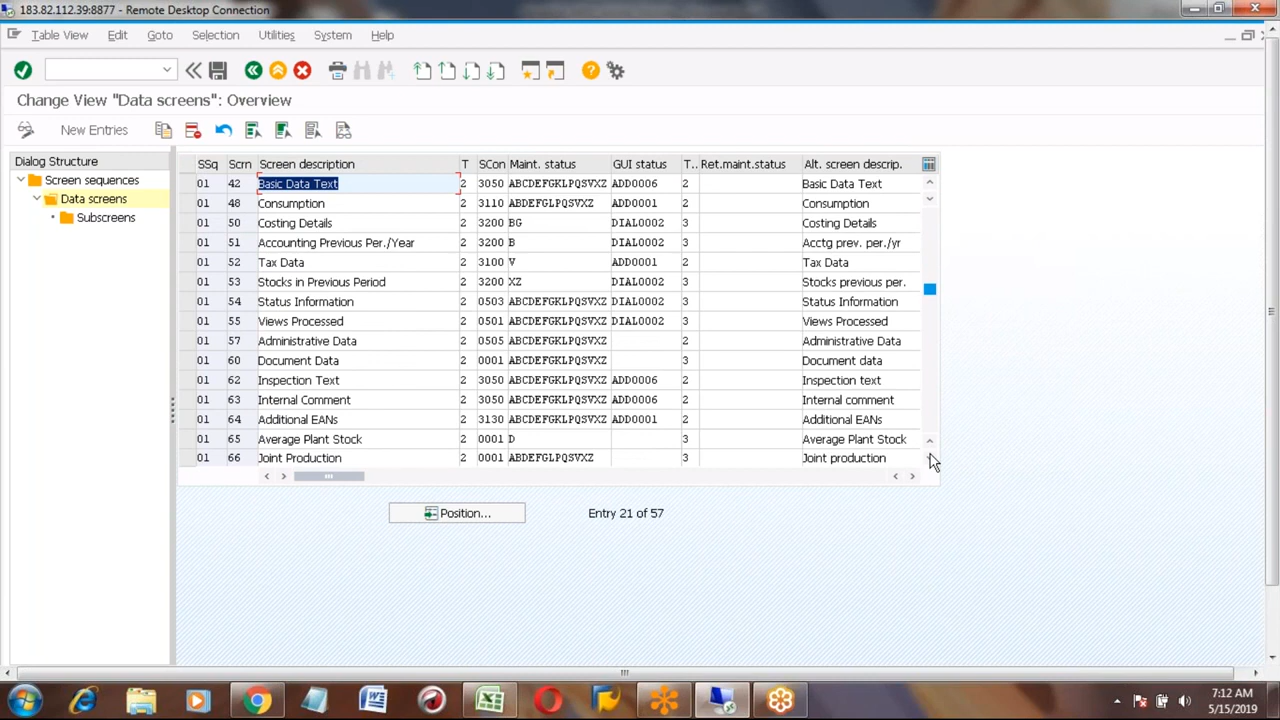 183.82.112.39:8877 - Remote Desktop Connection
Table View Edit Goto Selection Utilities System Help
Change View "Data screens": Overview
New Entries
Dialog Structure
Screen sequences
Data screens
Subscreens
SSq Scrn Screen description T SCon Maint. status GUI status T.. Ret.maint.status Alt. screen descrip.
01 42 Basic Data Text 2 3050 ABCDEFGKLPQSVXZ ADD0006 2 Basic Data Text
01 48 Consumption 2 3110 ABDEFGLPQSVXZ ADD0001 2 Consumption
01 50 Costing Details 2 3200 BG DIAL0002 3 Costing Details
01 51 Accounting Previous Per./Year 2 3200 B DIAL0002 3 Acctg prev. per./yr
01 52 Tax Data 2 3100 V ADD0001 2 Tax Data
01 53 Stocks in Previous Period 2 3200 XZ DIAL0002 3 Stocks previous per.
01 54 Status Information 2 0503 ABCDEFGKLPQSVXZ DIAL0002 3 Status Information
01 55 Views Processed 2 0501 ABCDEFGKLPQSVXZ DIAL0002 3 Views Processed
01 57 Administrative Data 2 0505 ABCDEFGKLPQSVXZ 2 Administrative Data
01 60 Document Data 2 0001 ABCDEFGKLPQSVXZ 3 Document data
01 62 Inspection Text 2 3050 ABCDEFGKLPQSVXZ ADD0006 2 Inspection text
01 63 Internal Comment 2 3050 ABCDEFGKLPQSVXZ ADD0006 2 Internal comment
01 64 Additional EANs 2 3130 ABCDEFGKLPQSVXZ ADD0001 2 Additional EANs
01 65 Average Plant Stock 2 0001 D 3 Average Plant Stock
01 66 Joint Production 2 0001 ABDEFGLPQSVXZ 3 Joint production
Position... Entry 21 of 57
7:12 AM
5/15/2019